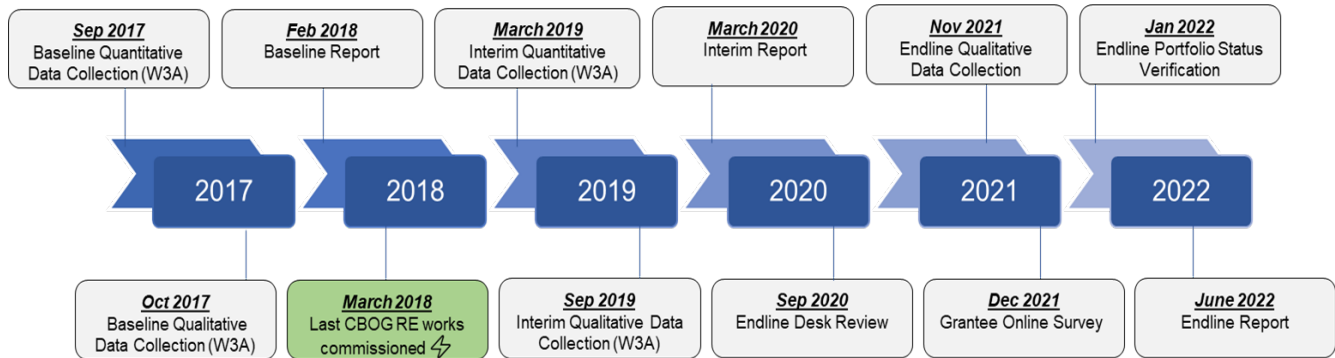 Sep 2017
Baseline Quantitative
Data Collection (W3A)
Feb 2018
Baseline Report
March 2019
Interim Quantitative
Data Collection (W3A)
March 2020
Interim Report
Nov 2021
Endline Qualitative
Data Collection
Jan 2022
Endline Portfolio Status
Verification
2017
2018
2019
2020
2021
2022
Oct 2017
Baseline Qualitative
Data Collection (W3A)
March 2018
Last CBOG RE works
commissioned
Sep 2019
Interim Qualitative Data
Collection (W3A)
Sep 2020
Endline Desk Review
Dec 2021
Grantee Online Survey
June 2022
Endline Report